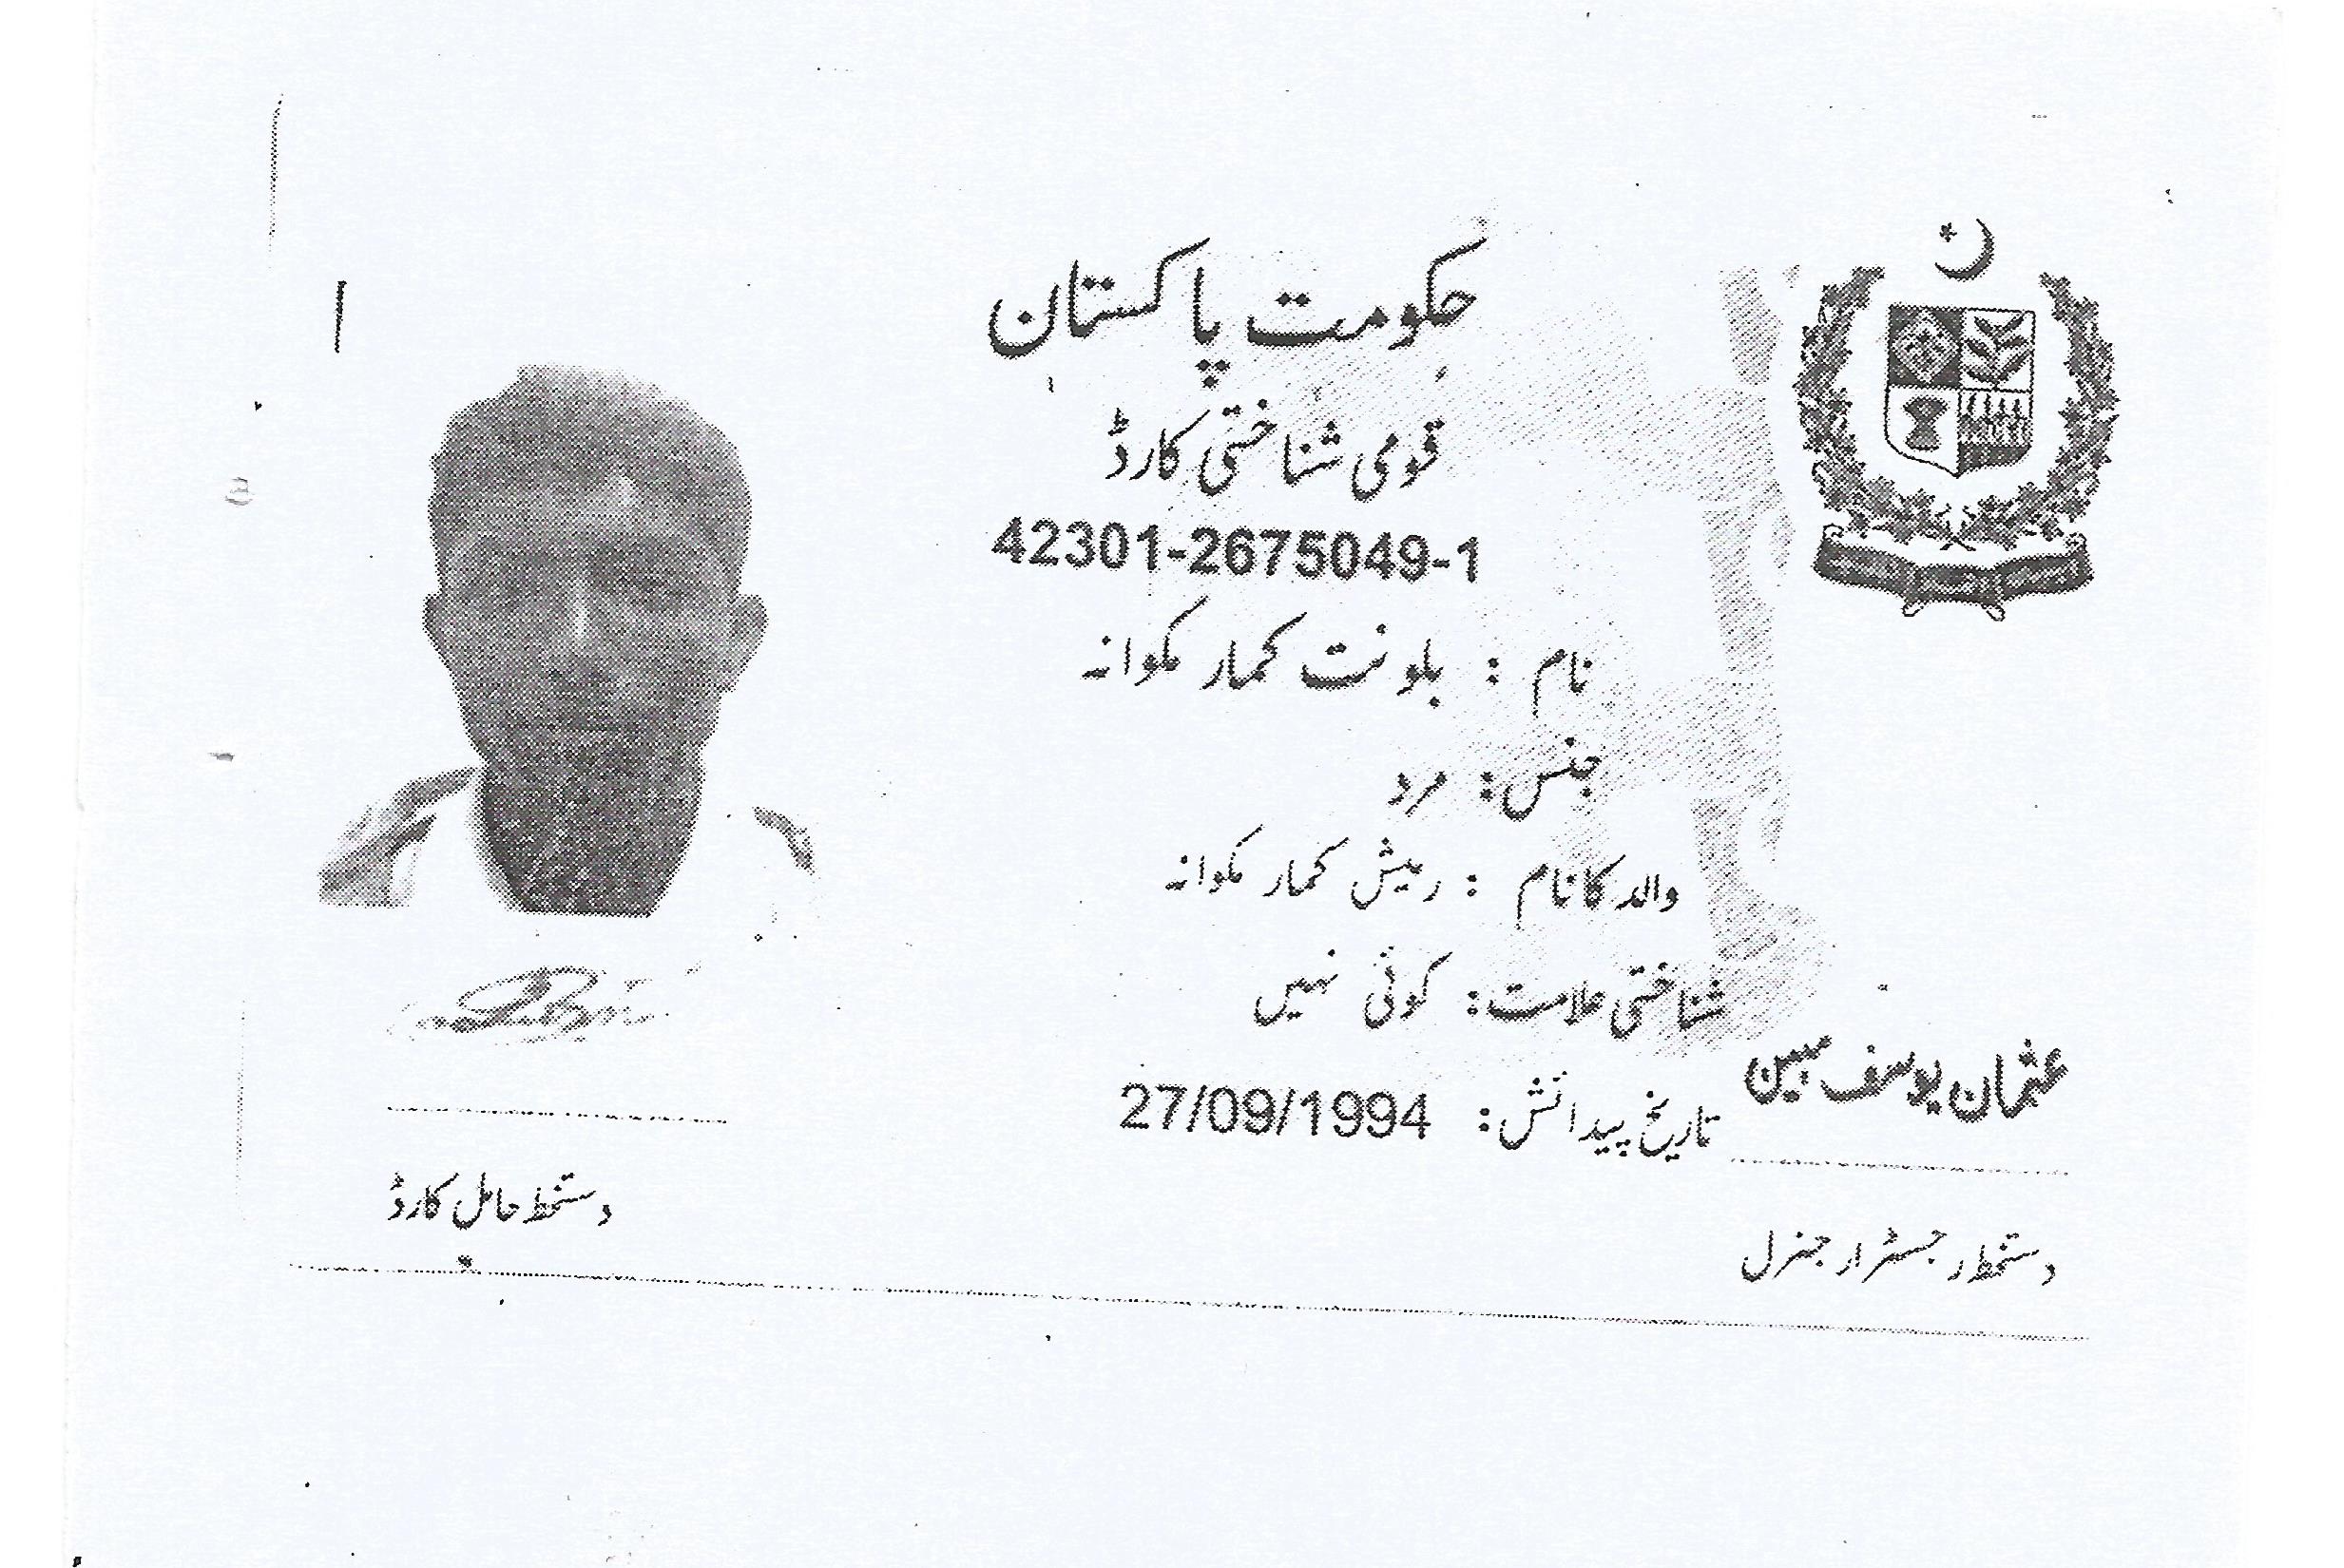 حکومت پاکستان
قومی شناختی کارڈ
42301-2675049-1
نام : بلونت کمار مکوانہ
جنس: مرد
والد کا نام : رمیش کمار مکوانہ
شناختی علامت: کوئی نہیں
تاریخ پیدائش: 27/09/1994
عثمان یوسف مبین
دستخط رجسٹرار جنرل
دستخط حامل کارڈ